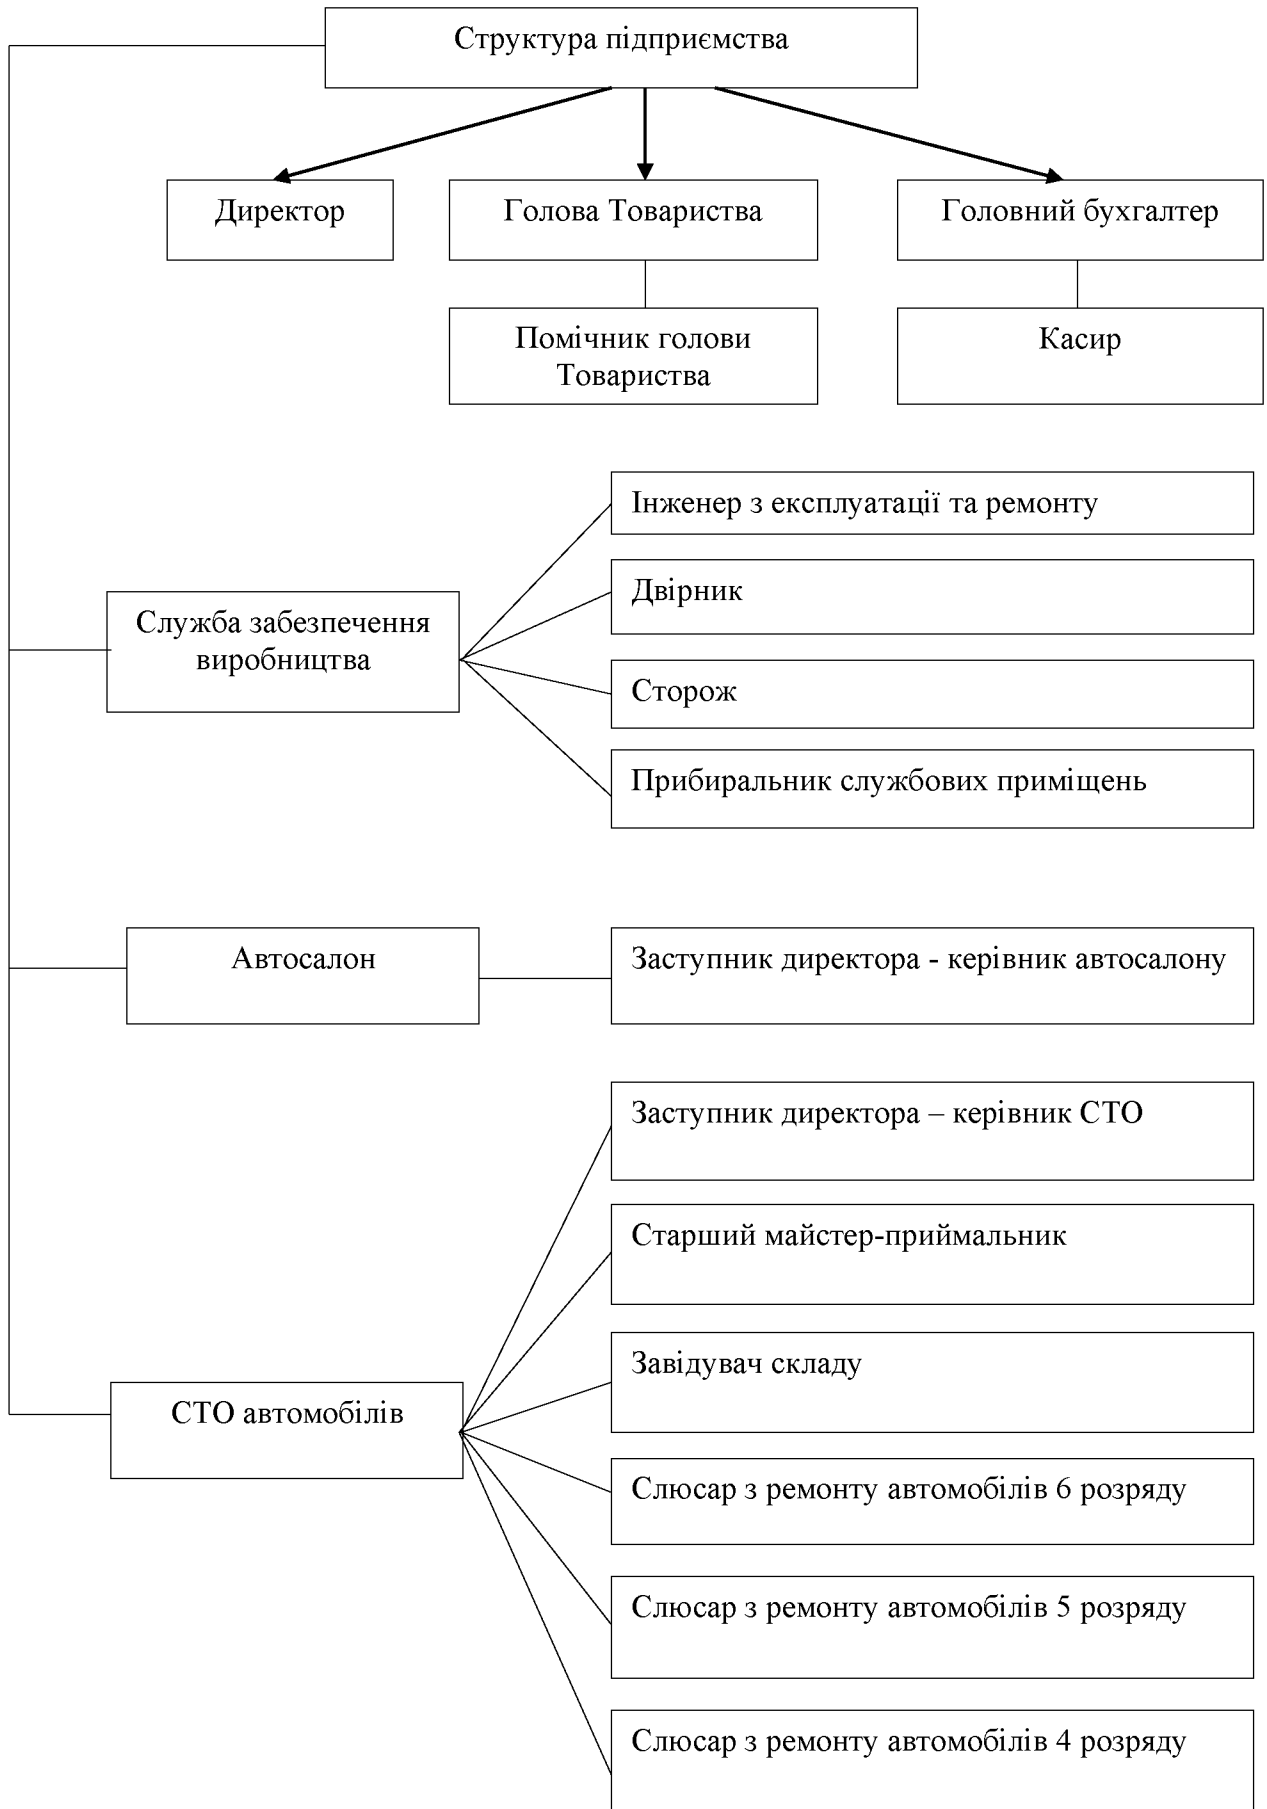 Структура підприємства
Директор
Голова Товариства
Головний бухгалтер
Помічник голови
Товариства
Касир
Інженер з експлуатації та ремонту
Двірник
Служба забезпечення
виробництва
Сторож
Прибиральник службових приміщень
Автосалон
Заступник директора - керівник автосалону
Заступник директора – керівник СТО
Старший майстер-приймальник
Завідувач складу
СТО автомобілів
Слюсар з ремонту автомобілів 6 розряду
Слюсар з ремонту автомобілів 5 розряду
Слюсар з ремонту автомобілів 4 розряду